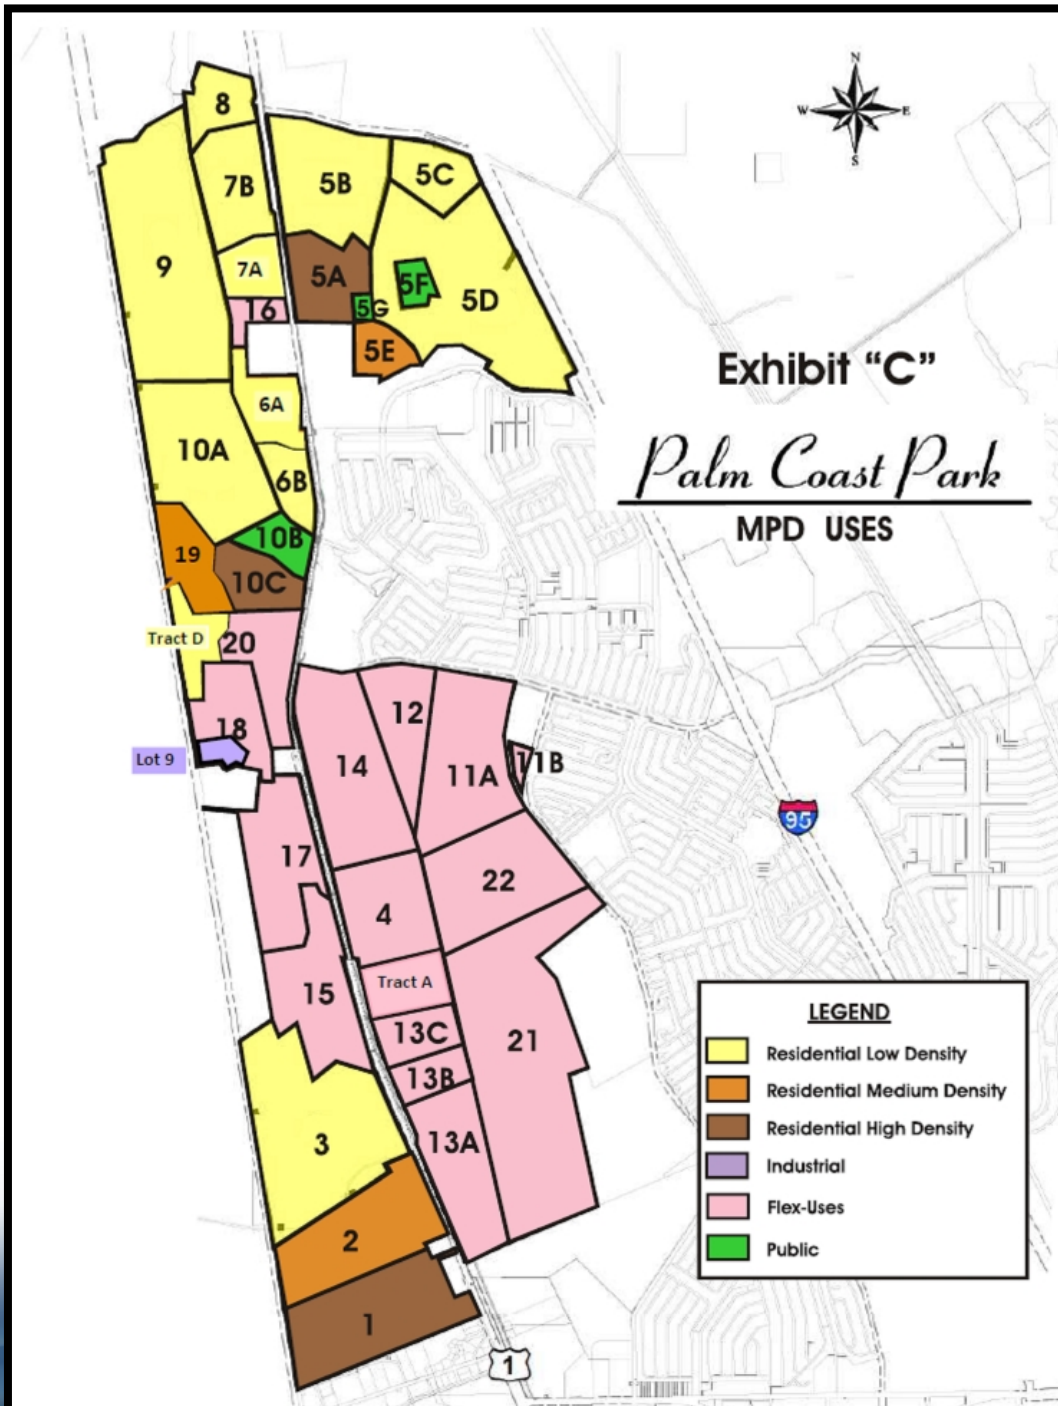 N
W E
S
8
7B
5B
5C
9
7A
5A
5F
5D
16
5G
5E
Exhibit “C”
6A
10A
6B
Palm Coast Park
MPD USES
19
10B
10C
Tract D
20
12
18
Lot 9
14
11A
11B
95
17
22
4
Tract A
15
13C
21
13B
3
13A
2
1
1
LEGEND
Residential Low Density
Residential Medium Density
Residential High Density
Industrial
Flex-Uses
Public